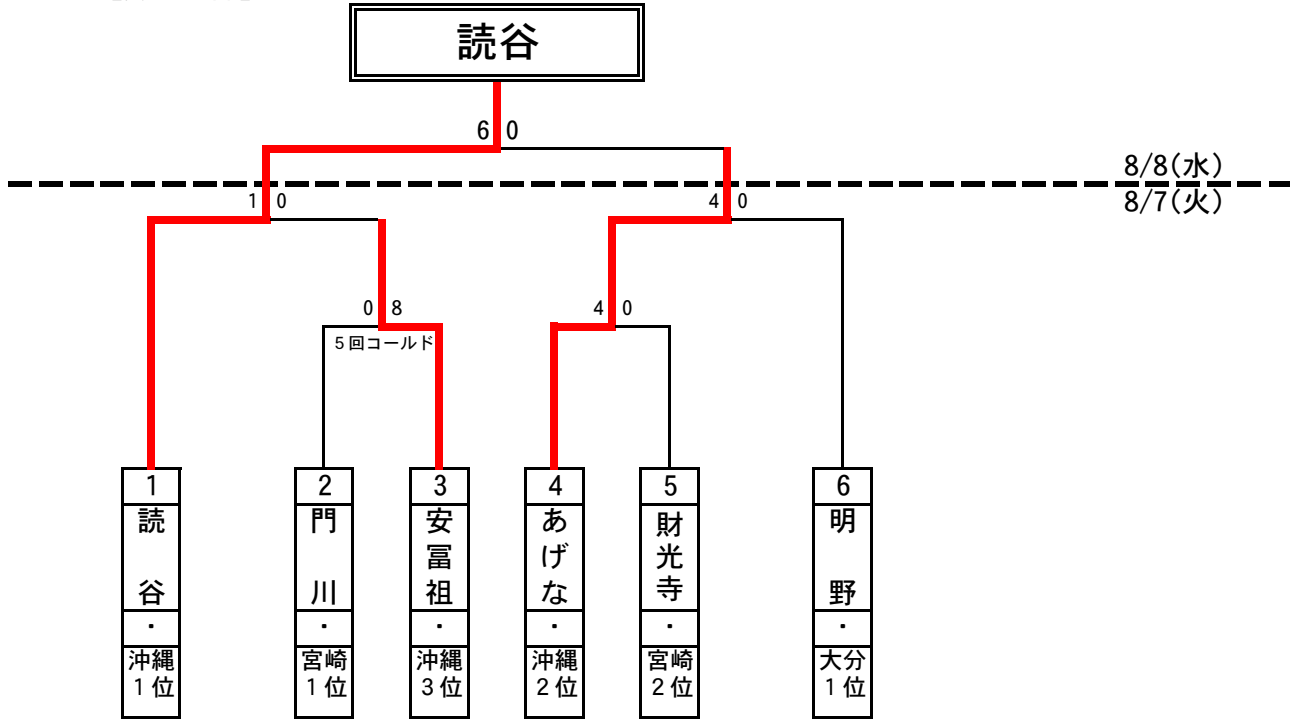 読谷
6 0
8/8(水)
1 0
4 0
8/7(火)
0 8
4 0
5回コールド
1
2
3
4
5
6
読谷
門川
安冨祖
あげな
財光寺
明野
・
・
・
・
・
・
沖縄
1位
宮崎
1位
沖縄
3位
沖縄
2位
宮崎
2位
大分
1位